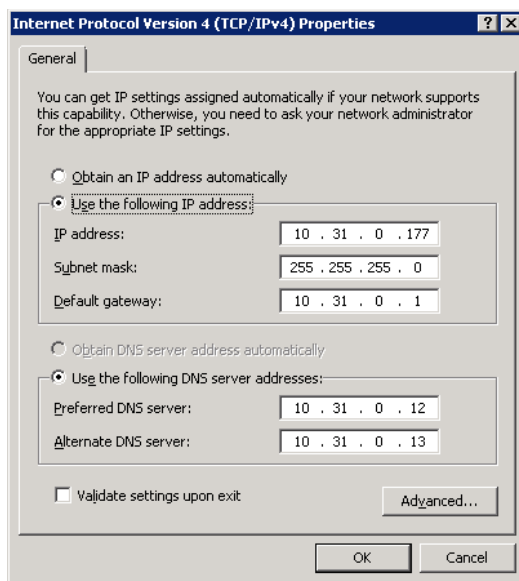 Internet Protocol Version 4 (TCP/IPv4) Properties ? X
General
You can get IP settings assigned automatically if your network supports
this capability. Otherwise, you need to ask your network administrator
for the appropriate IP settings.
Obtain an IP address automatically
Use the following IP address:
IP address: 10 . 31 . 0 . 177
Subnet mask: 255 . 255 . 255 . 0
Default gateway: 10 . 31 . 0 . 1
Obtain DNS server address automatically
Use the following DNS server addresses:
Preferred DNS server: 10 . 31 . 0 . 12
Alternate DNS server: 10 . 31 . 0 . 13
Validate settings upon exit
Advanced...
OK Cancel